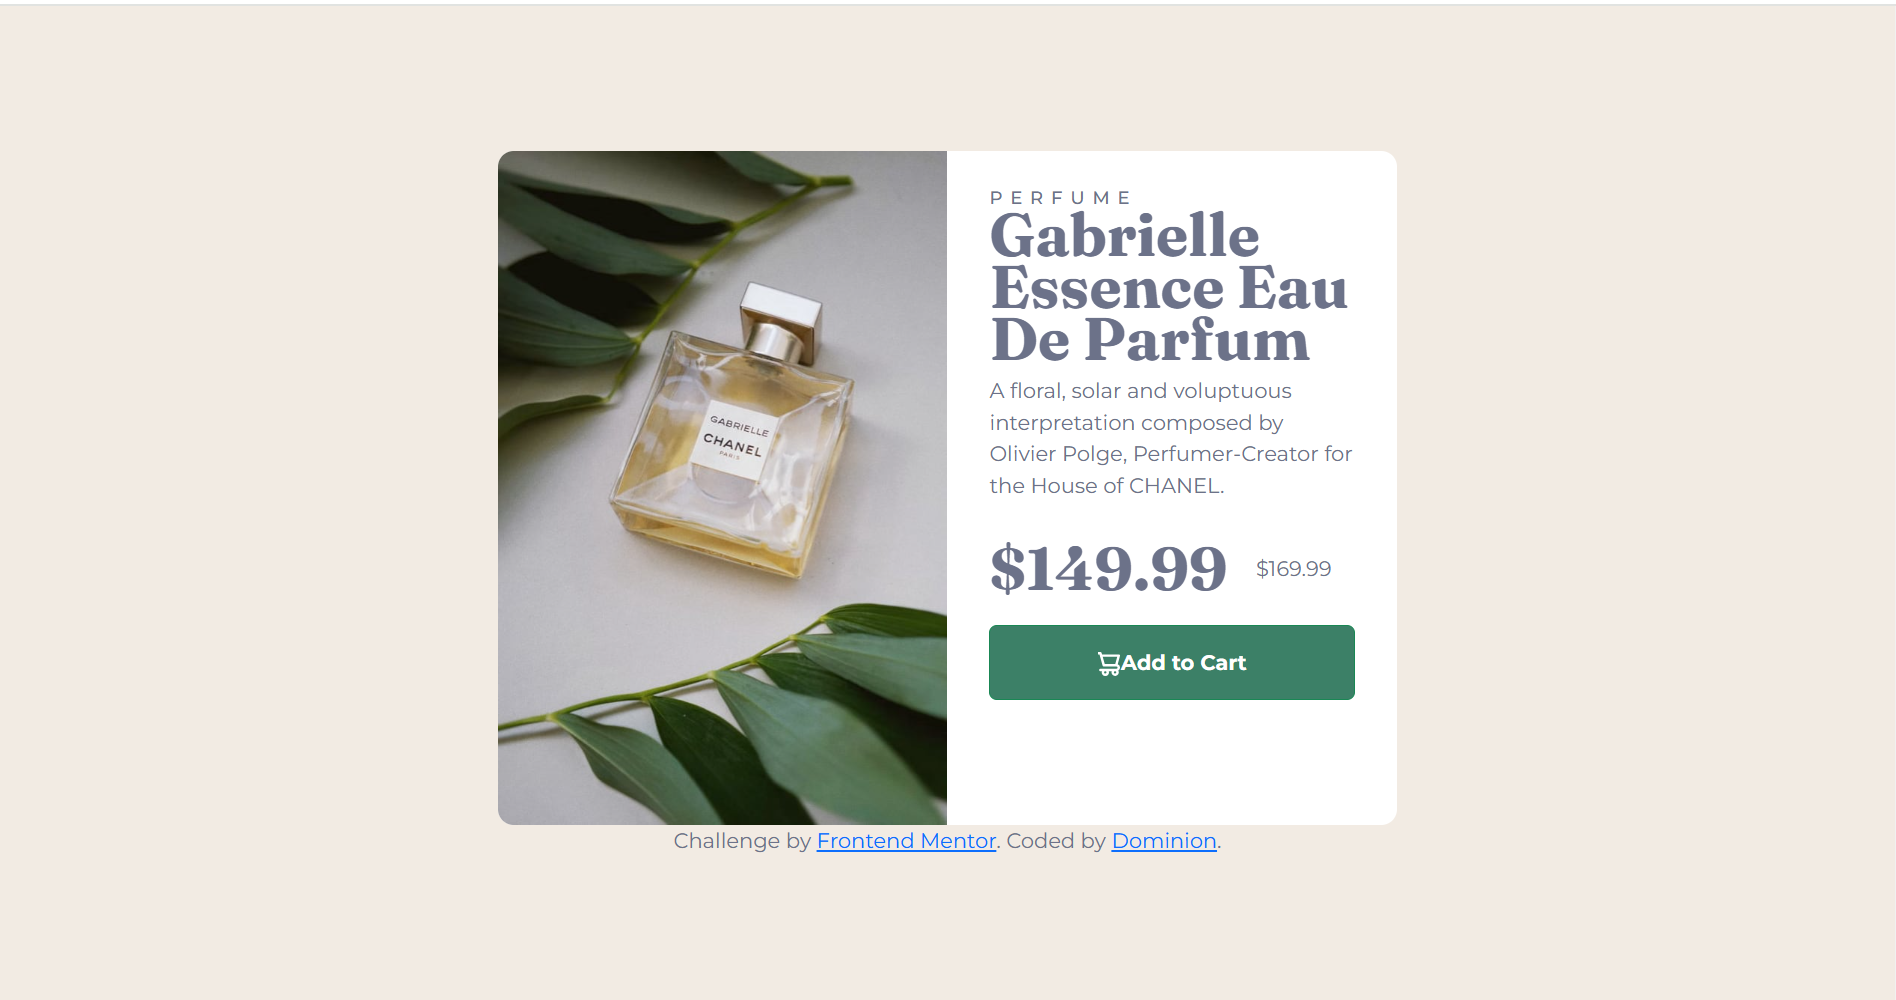 GABRIELLE
CHANEL
PARIS
PERFUME
Gabrielle
Essence Eau
De Parfum
A floral, solar and voluptuous
interpretation composed by
Olivier Polge, Perfumer-Creator for
the House of CHANEL.
$149.99 $169.99
Add to Cart
Challenge by Frontend Mentor. Coded by Dominion.